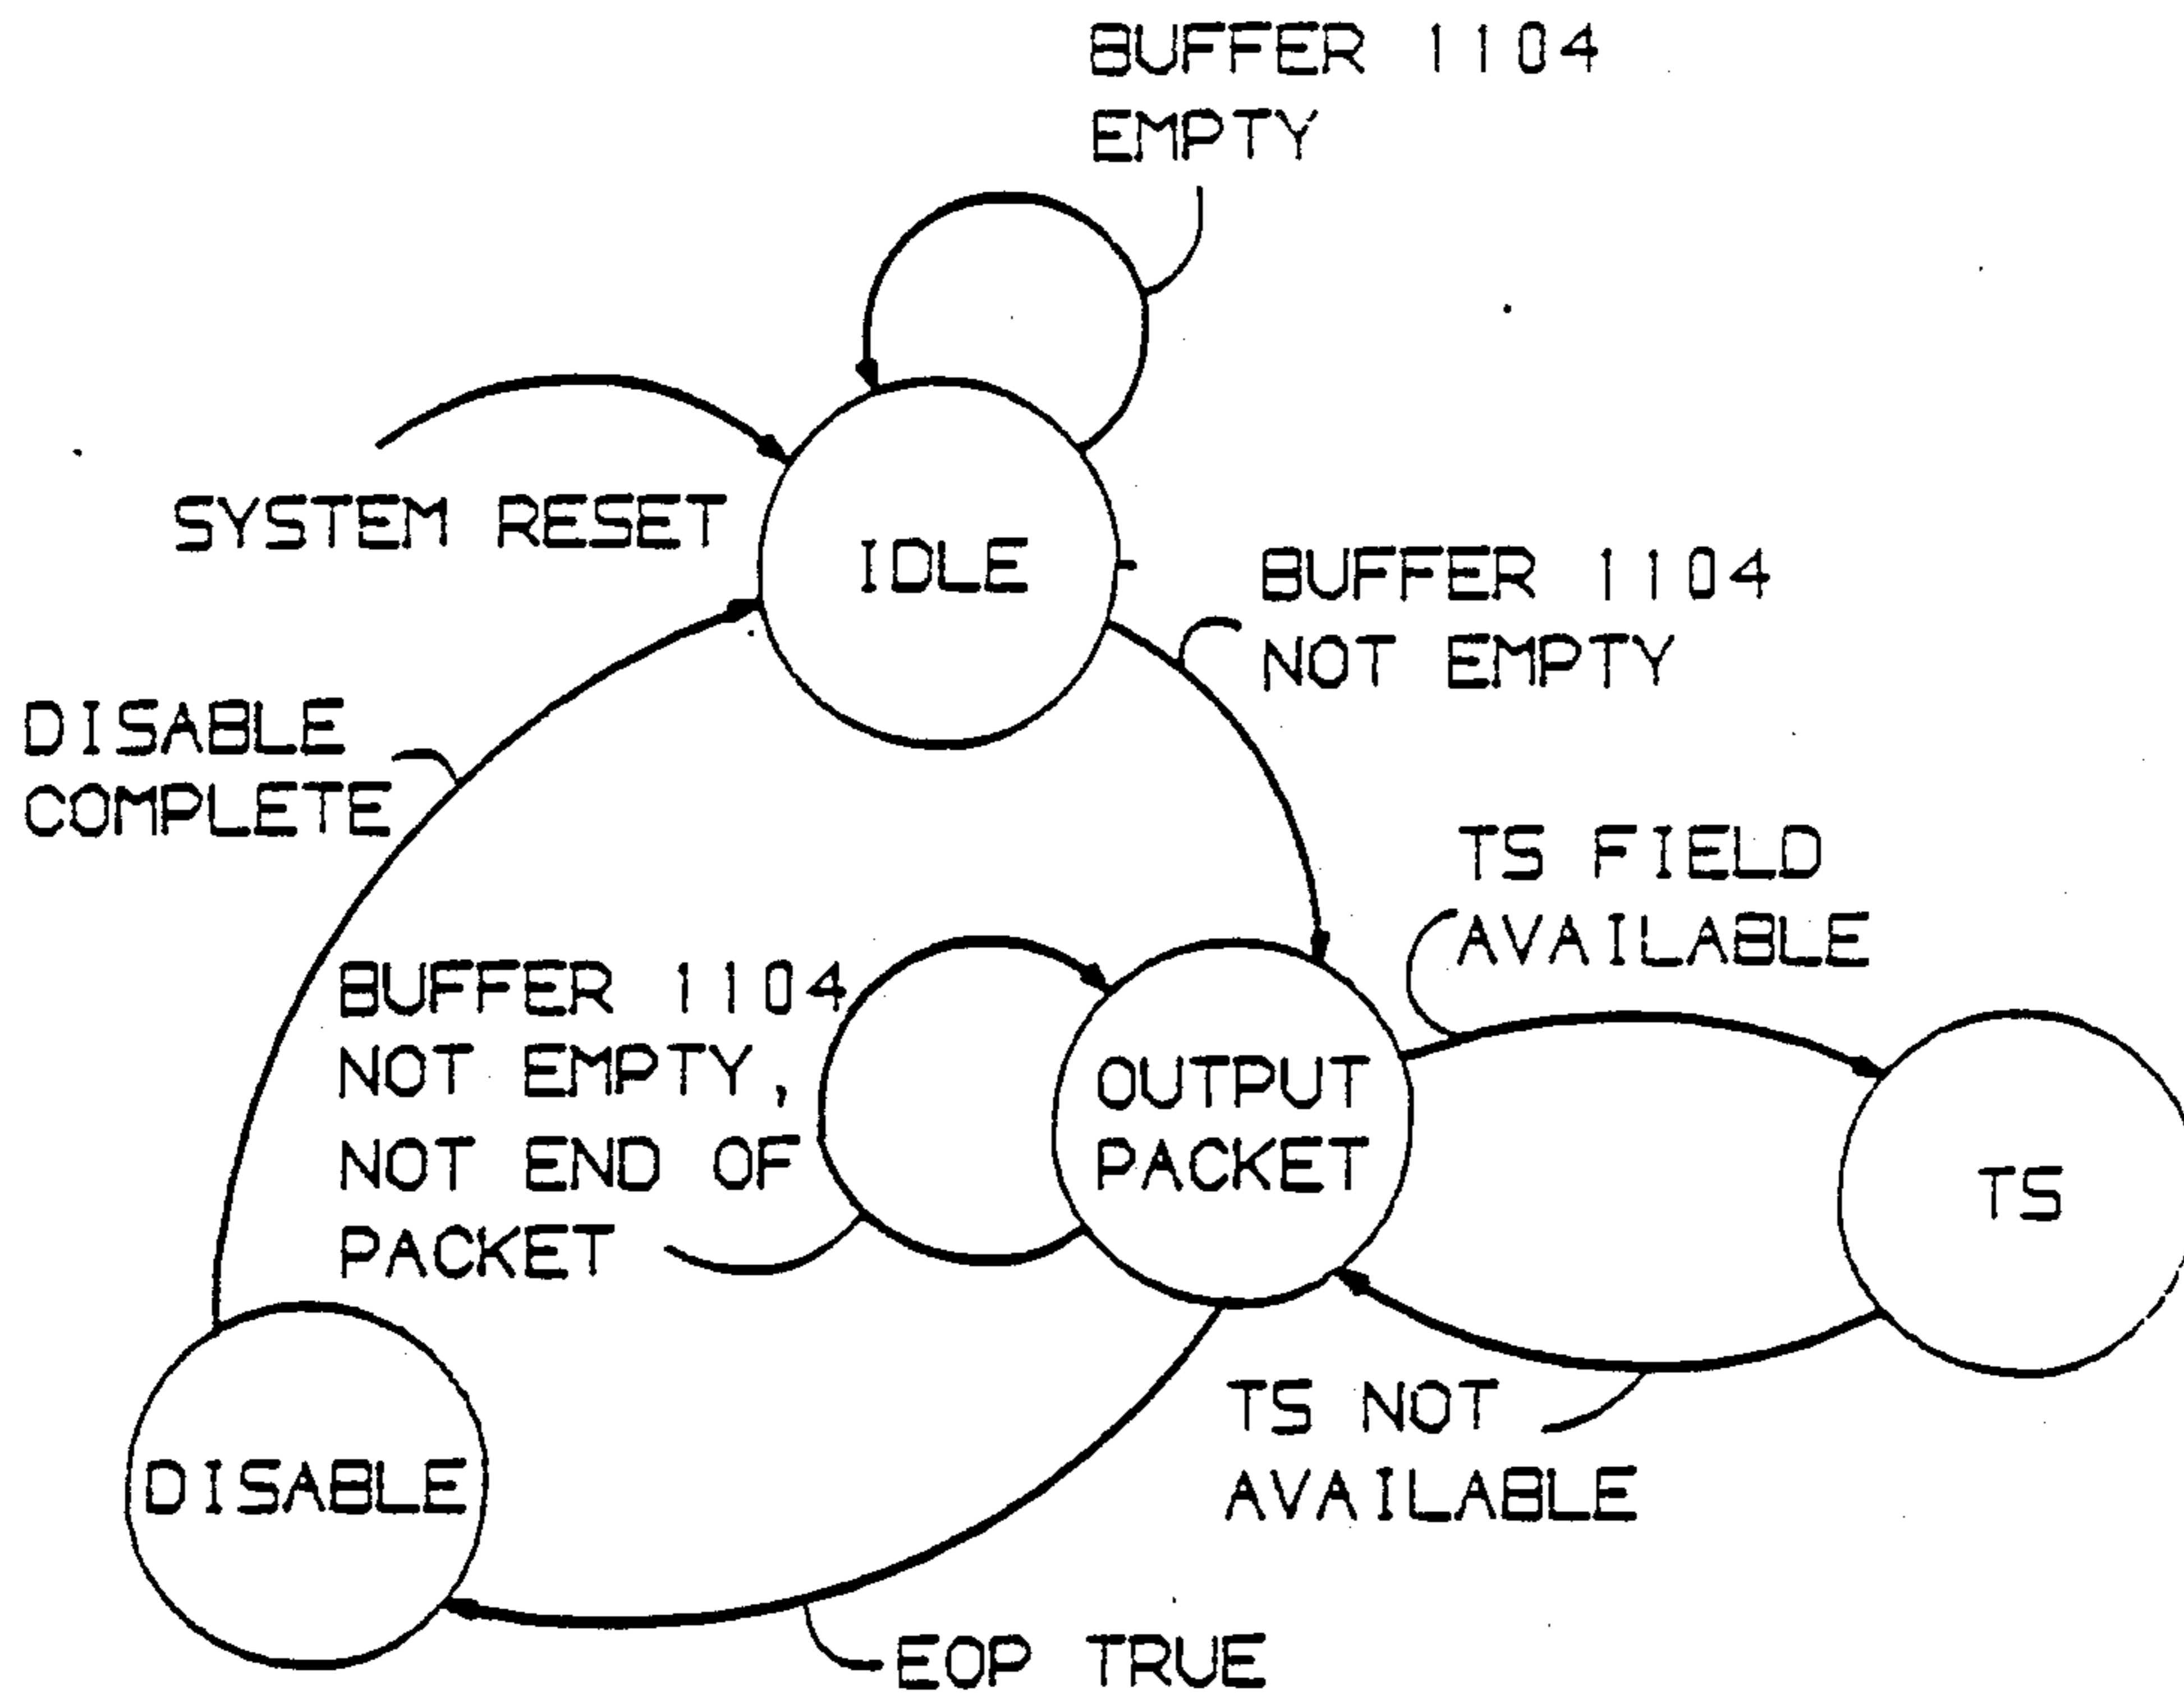 BUFFER 1104
EMPTY
SYSTEM RESET
IDLE
BUFFER 1104
NOT EMPTY
DISABLE
COMPLETE
TS FIELD
AVAILABLE
BUFFER 1104
NOT EMPTY,
NOT END OF
PACKET
OUTPUT
PACKET
TS
TS NOT
AVAILABLE
DISABLE
EOP TRUE